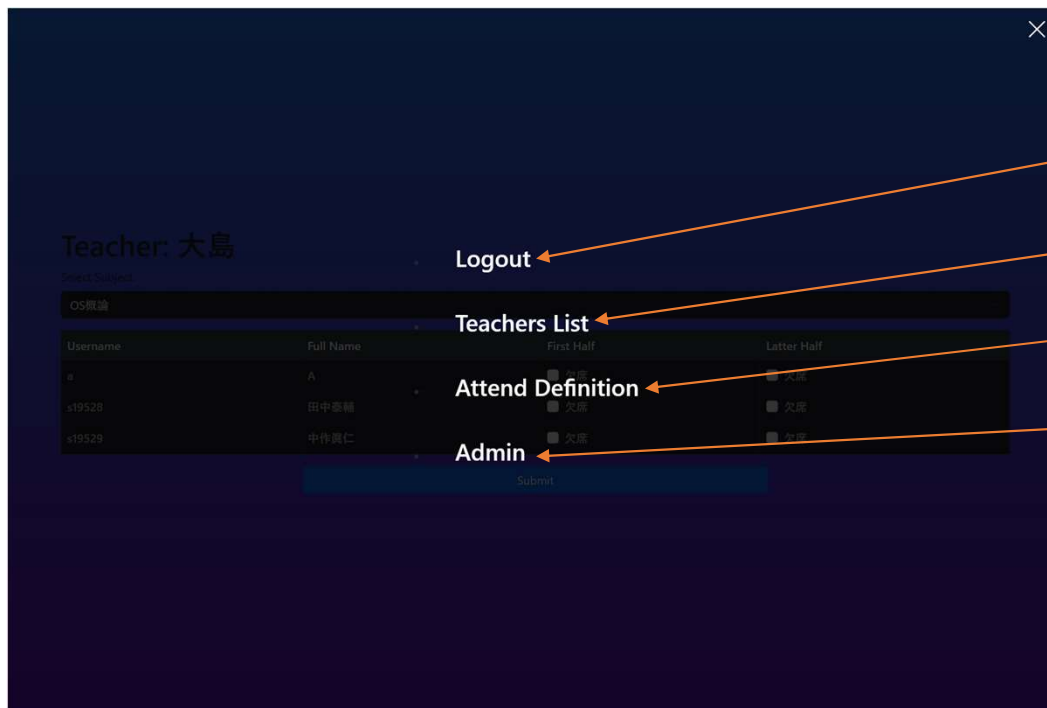 Teacher: 大島
Select Subject
OS概論
Username Full Name First Half Latter Half
a A 欠席 欠席
s19528 田中泰輔 欠席 欠席
s19529 中作眞仁 欠席 欠席
Submit
Logout
Teachers List
Attend Definition
Admin